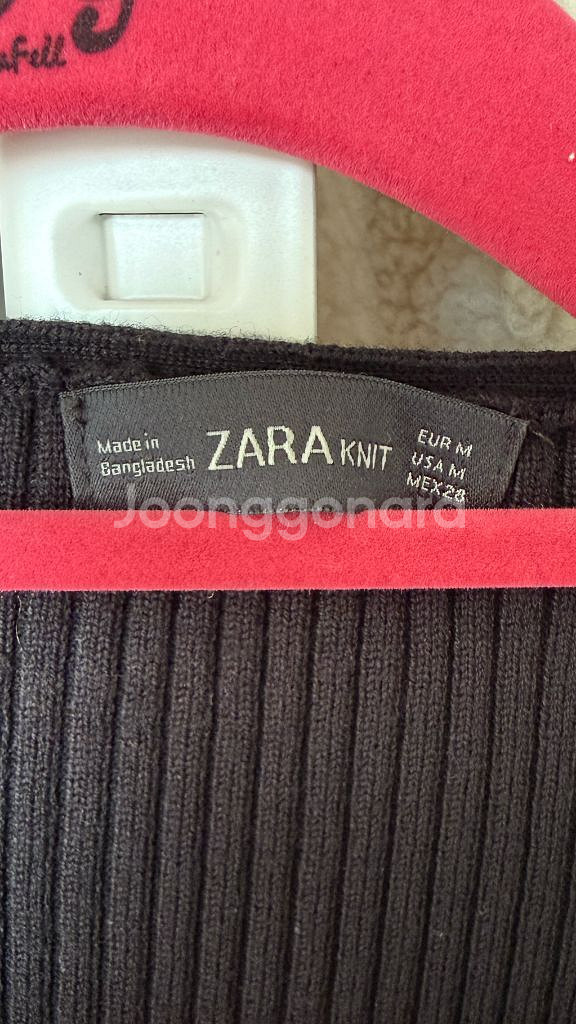 Made in
Bangladesh
ZARA KNIT
EUR M
USA M
MEX 28
Joonggonara